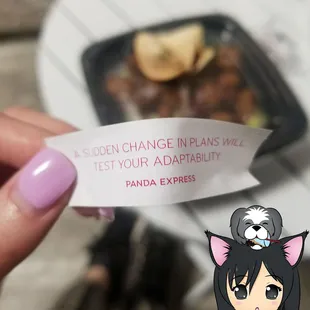 A SUDDEN CHANGE IN PLANS WILL
TEST YOUR ADAPTABILITY.
PANDA EXPRESS